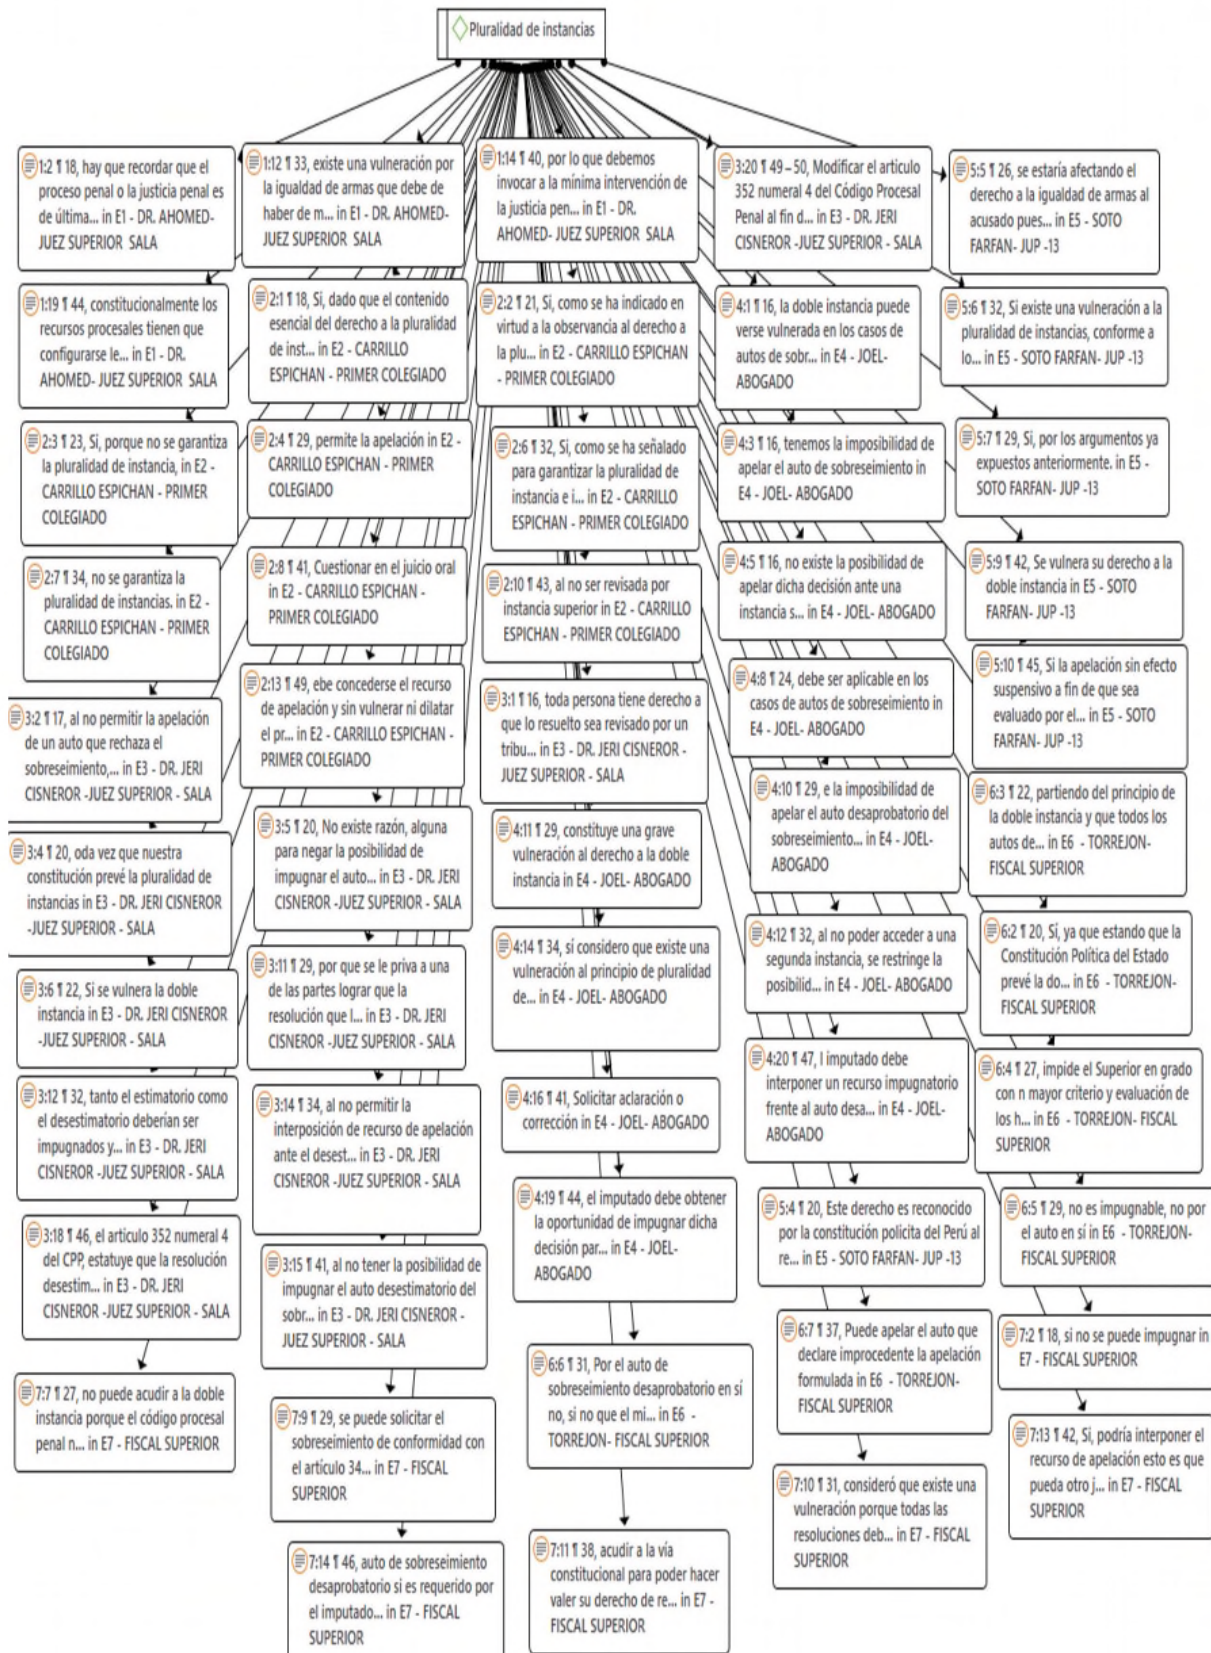 Pluralidad de instancias
1:2 ¶ 18, hay que recordar que el
proceso penal o la justicia penal es
de última... in E1 - DR. AHOMED-
JUEZ SUPERIOR SALA
1:19 ¶ 44, constitucionalmente los
recursos procesales tienen que
configurarse le... in E1 - DR.
AHOMED- JUEZ SUPERIOR SALA
2:3 ¶ 23, Sí, porque no se garantiza
la pluralidad de instancia, in E2 -
CARRILLO ESPICHAN - PRIMER
COLEGIADO
2:7 ¶ 34, no se garantiza la
pluralidad de instancias. in E2 -
CARRILLO ESPICHAN - PRIMER
COLEGIADO
3:2 ¶ 17, al no permitir la apelación
de un auto que rechaza el
sobreseimiento,... in E3 - DR. JERI
CISNEROR -JUEZ SUPERIOR - SALA
3:4 ¶ 20, oda vez que nuestra
constitución prevé la pluralidad de
instancias in E3 - DR. JERI CISNEROR
-JUEZ SUPERIOR - SALA
3:6 ¶ 22, Si se vulnera la doble
instancia in E3 - DR. JERI CISNEROR
-JUEZ SUPERIOR - SALA
3:12 ¶ 32, tanto el estimatorio como
el desestimatorio deberían ser
impugnados y... in E3 - DR. JERI
CISNEROR -JUEZ SUPERIOR - SALA
3:18 ¶ 46, el artículo 352 numeral 4
del CPP, estatuye que la resolución
desestim... in E3 - DR. JERI
CISNEROR -JUEZ SUPERIOR - SALA
7:7 ¶ 27, no puede acudir a la doble
instancia porque el código procesal
penal n... in E7 - FISCAL SUPERIOR
1:12 ¶ 33, existe una vulneración por
la igualdad de armas que debe de
haber de m... in E1 - DR. AHOMED-
JUEZ SUPERIOR SALA
2:1 ¶ 18, Si, dado que el contenido
esencial del derecho a la pluralidad
de inst... in E2 - CARRILLO
ESPICHAN - PRIMER COLEGIADO
2:4 ¶ 29, permite la apelación in E2 -
CARRILLO ESPICHAN - PRIMER
COLEGIADO
2:8 ¶ 41, Cuestionar en el juicio oral
in E2 - CARRILLO ESPICHAN -
PRIMER COLEGIADO
2:13 ¶ 49, ebe concederse el recurso
de apelación y sin vulnerar ni dilatar
el pr... in E2 - CARRILLO ESPICHAN -
PRIMER COLEGIADO
3:5 ¶ 20, No existe razón, alguna
para negar la posibilidad de
impugnar el auto... in E3 - DR. JERI
CISNEROR -JUEZ SUPERIOR - SALA
3:11 ¶ 29, por que se le priva a una
de las partes lograr que la
resolución que l... in E3 - DR. JERI
CISNEROR -JUEZ SUPERIOR - SALA
3:14 ¶ 34, al no permitir la
interposición de recurso de apelación
ante el desest... in E3 - DR. JERI
CISNEROR -JUEZ SUPERIOR - SALA
3:15 ¶ 41, al no tener la posibilidad de
impugnar el auto desestimatorio del
sobr... in E3 - DR. JERI CISNEROR -
JUEZ SUPERIOR - SALA
7:9 ¶ 29, se puede solicitar el
sobreseimiento de conformidad con
el artículo 34... in E7 - FISCAL
SUPERIOR
7:14 ¶ 46, auto de sobreseimiento
desaprobatorio si es requerido por
el imputado... in E7 - FISCAL
SUPERIOR
1:14 ¶ 40, por lo que debemos
invocar a la mínima intervención de
la justicia pen... in E1 - DR.
AHOMED- JUEZ SUPERIOR SALA
2:2 ¶ 21, Si, como se ha indicado en
virtud a la observancia al derecho a
la plu... in E2 - CARRILLO ESPICHAN
- PRIMER COLEGIADO
2:6 ¶ 32, Sí, como se ha señalado
para garantizar la pluralidad de
instancia e i... in E2 - CARRILLO
ESPICHAN - PRIMER COLEGIADO
2:10 ¶ 43, al no ser revisada por
instancia superior in E2 - CARRILLO
ESPICHAN - PRIMER COLEGIADO
3:1 ¶ 16, toda persona tiene derecho a
que lo resuelto sea revisado por un
tribu... in E3 - DR. JERI CISNEROR -
JUEZ SUPERIOR - SALA
4:11 ¶ 29, constituye una grave
vulneración al derecho a la doble
instancia in E4 - JOEL- ABOGADO
4:14 ¶ 34, sí considero que existe una
vulneración al principio de pluralidad
de... in E4 - JOEL- ABOGADO
4:16 ¶ 41, Solicitar aclaración o
corrección in E4 - JOEL- ABOGADO
4:19 ¶ 44, el imputado debe obtener
la oportunidad de impugnar dicha
decisión par... in E4 - JOEL-
ABOGADO
6:6 ¶ 31, Por el auto de
sobreseimiento desaprobatorio en sí
no, si no que el mi... in E6 -
TORREJON- FISCAL SUPERIOR
7:11 ¶ 38, acudir a la vía
constitucional para poder hacer
valer su derecho de re... in E7 -
FISCAL SUPERIOR
3:20 ¶ 49 – 50, Modificar el articulo
352 numeral 4 del Código Procesal
Penal al fin d... in E3 - DR. JERI
CISNEROR -JUEZ SUPERIOR - SALA
4:1 ¶ 16, la doble instancia puede
verse vulnerada en los casos de
autos de sobr... in E4 - JOEL-
ABOGADO
4:3 ¶ 16, tenemos la imposibilidad de
apelar el auto de sobreseimiento in
E4 - JOEL- ABOGADO
4:5 ¶ 16, no existe la posibilidad de
apelar dicha decisión ante una
instancia s... in E4 - JOEL- ABOGADO
4:8 ¶ 24, debe ser aplicable en los
casos de autos de sobreseimiento in
E4 - JOEL- ABOGADO
4:10 ¶ 29, e la imposibilidad de
apelar el auto desaprobatorio del
sobreseimiento... in E4 - JOEL-
ABOGADO
4:12 ¶ 32, al no poder acceder a una
segunda instancia, se restringe la
posibilid... in E4 - JOEL- ABOGADO
4:20 ¶ 47, l imputado debe
interponer un recurso impugnatorio
frente al auto desa... in E4 - JOEL-
ABOGADO
5:4 ¶ 20, Este derecho es reconocido
por la constitución policita del Perú al
re... in E5 - SOTO FARFAN- JUP -13
6:7 ¶ 37, Puede apelar el auto que
declare improcedente la apelación
formulada in E6 - TORREJON-
FISCAL SUPERIOR
7:10 ¶ 31, consideró que existe una
vulneración porque todas las
resoluciones deb... in E7 - FISCAL
SUPERIOR
5:5 ¶ 26, se estaría afectando el
derecho a la igualdad de armas al
acusado pues... in E5 - SOTO
FARFAN- JUP -13
5:6 ¶ 32, Si existe una vulneración a la
pluralidad de instancias, conforme a
lo... in E5 - SOTO FARFAN- JUP -13
5:7 ¶ 29, Sí, por los argumentos ya
expuestos anteriormente. in E5 -
SOTO FARFAN- JUP -13
5:9 ¶ 42, Se vulnera su derecho a la
doble instancia in E5 - SOTO
FARFAN- JUP -13
5:10 ¶ 45, Si la apelación sin efecto
suspensivo a fin de que sea
evaluado por el... in E5 - SOTO
FARFAN- JUP -13
6:3 ¶ 22, partiendo del principio de
la doble instancia y que todos los
autos de... in E6 - TORREJON-
FISCAL SUPERIOR
6:2 ¶ 20, Sí, ya que estando que la
Constitución Política del Estado
prevé la do... in E6 - TORREJON-
FISCAL SUPERIOR
6:4 ¶ 27, impide el Superior en grado
con n mayor criterio y evaluación de
los h... in E6 - TORREJON- FISCAL
SUPERIOR
6:5 ¶ 29, no es impugnable, no por
el auto en sí in E6 - TORREJON-
FISCAL SUPERIOR
7:2 ¶ 18, si no se puede impugnar in
E7 - FISCAL SUPERIOR
7:13 ¶ 42, Si, podría interponer el
recurso de apelación esto es que
pueda otro j... in E7 - FISCAL
SUPERIOR